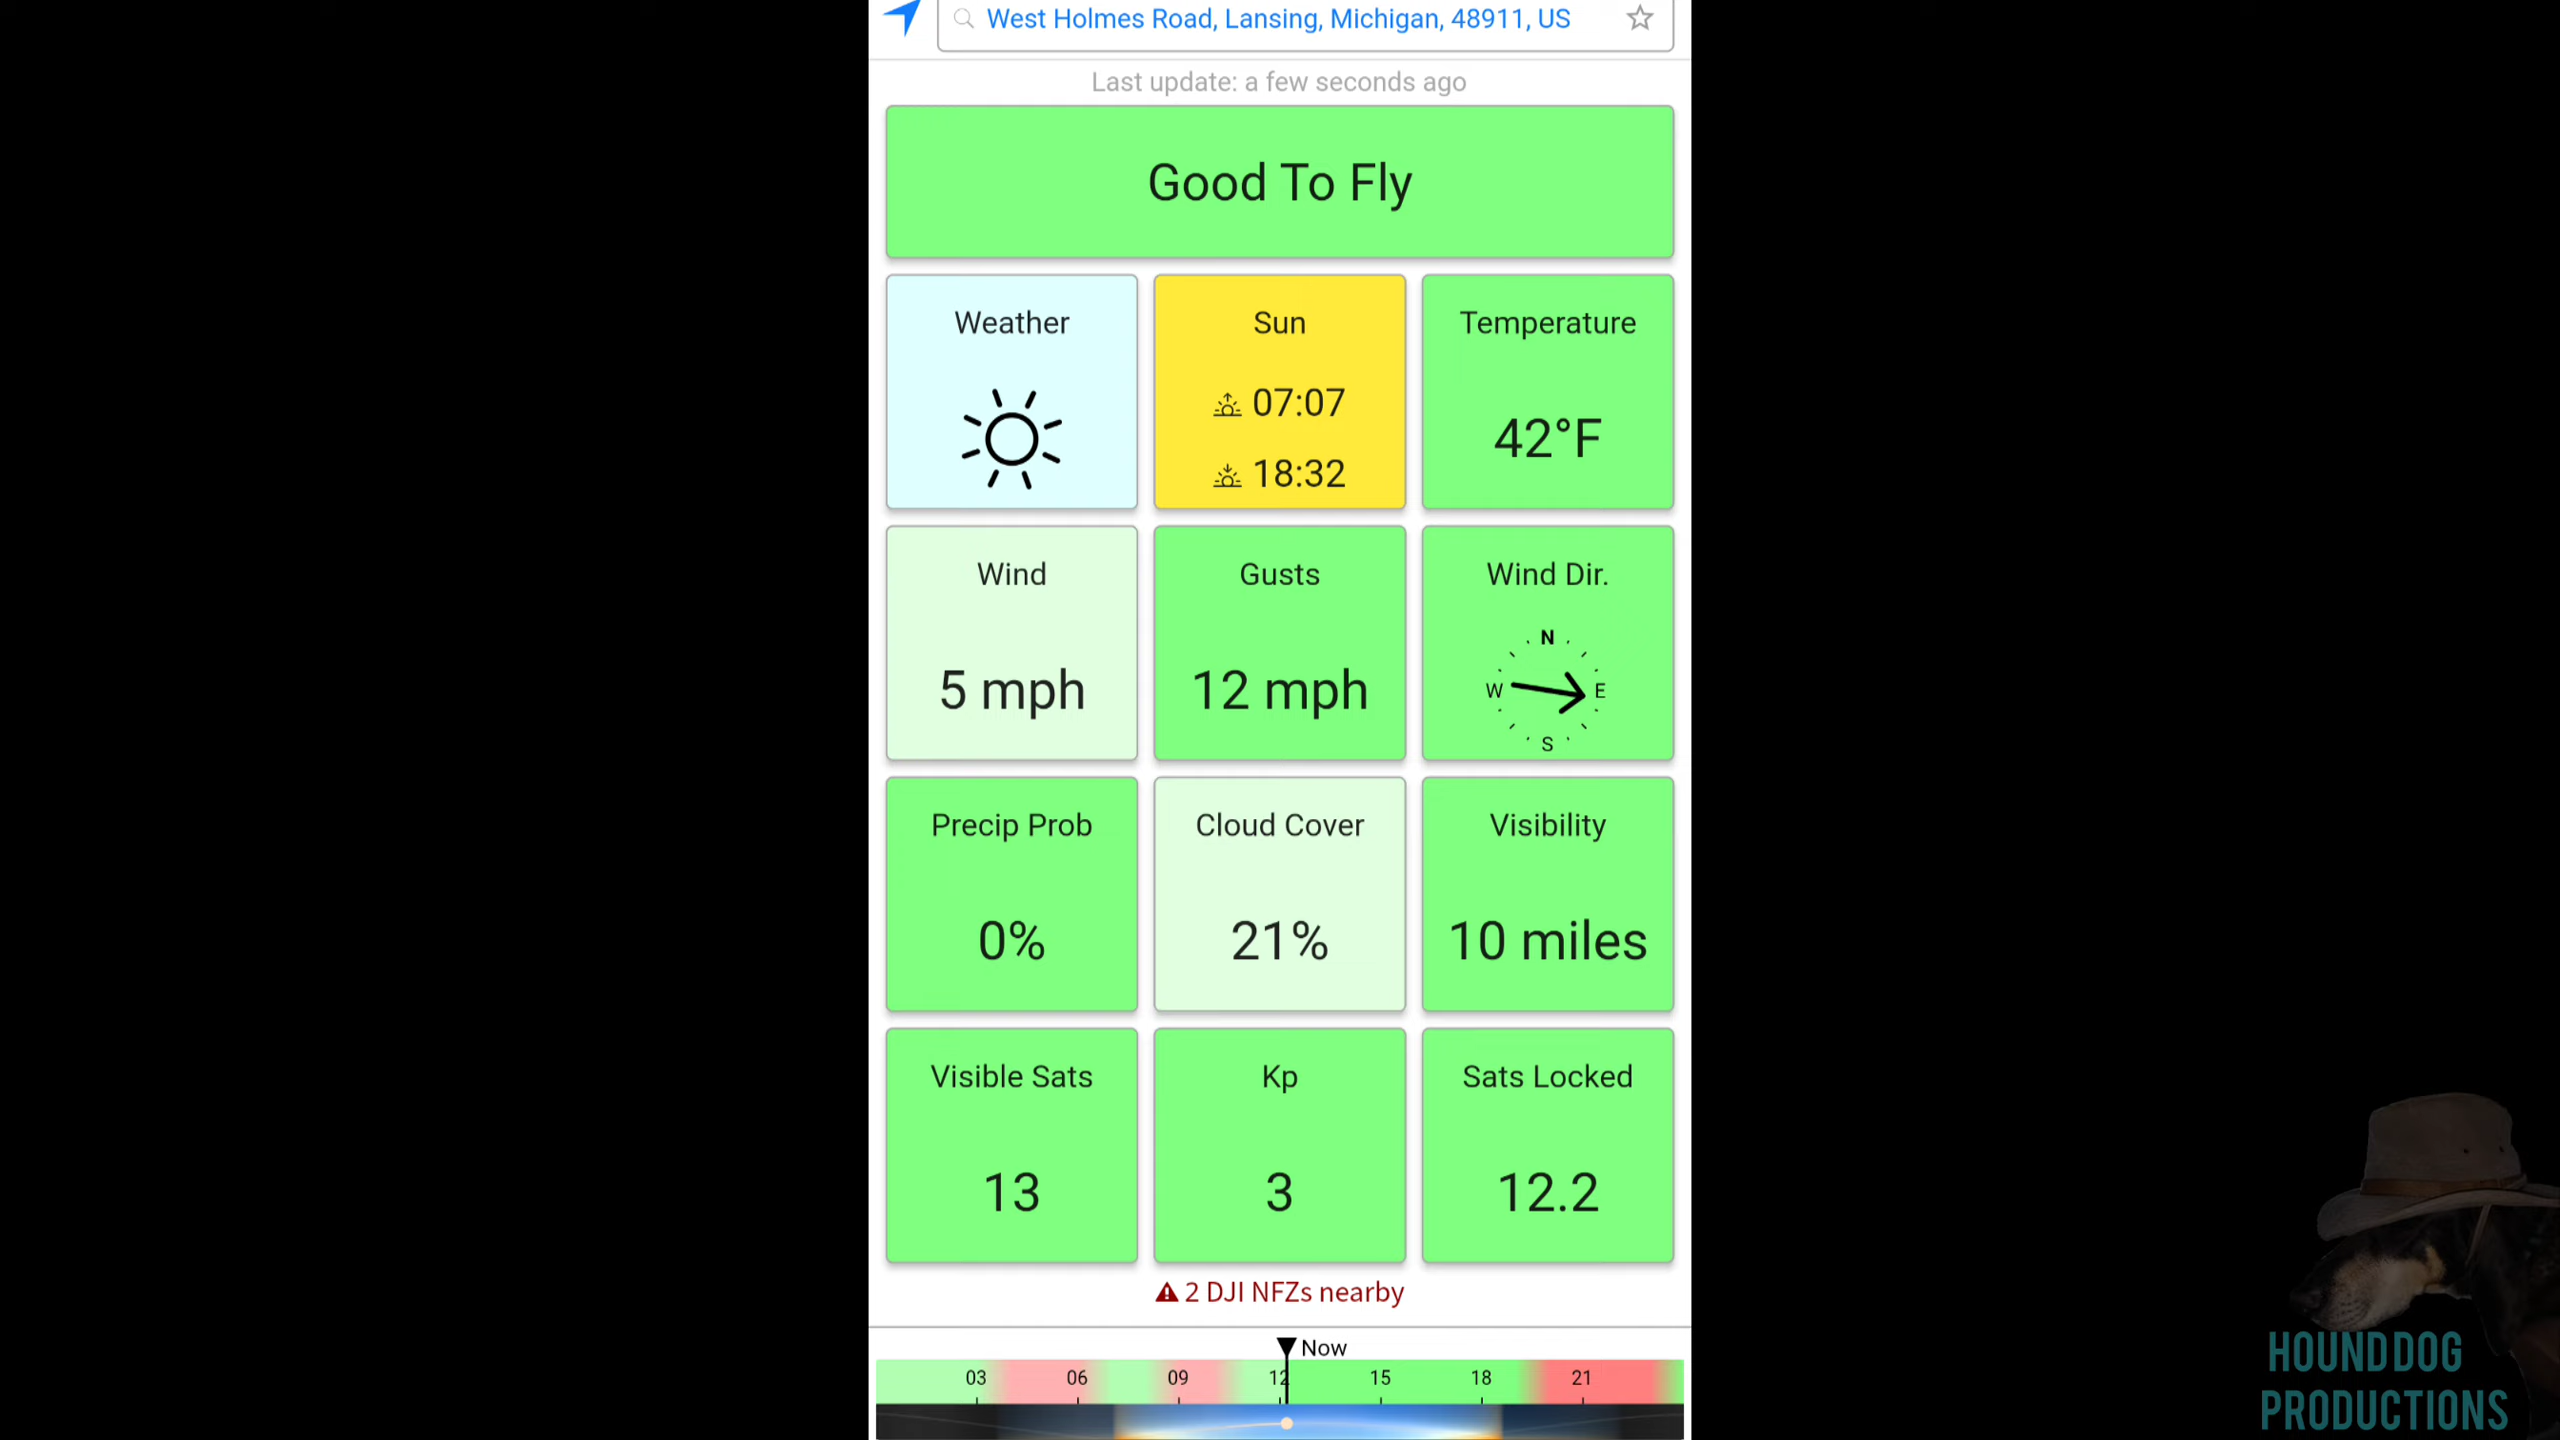 West Holmes Road, Lansing, Michigan, 48911, US
Last update: a few seconds ago
Good To Fly
Weather
Sun
07:07
18:32
Temperature
42°F
Wind
5 mph
Gusts
12 mph
Wind Dir.
N
W
E
S
Precip Prob
0%
Cloud Cover
21%
Visibility
10 miles
Visible Sats
13
Kp
3
Sats Locked
12.2
2 DJI NFZs nearby
Now
03 06 09 12 15 18 21
HOUND DOG
PRODUCTIONS